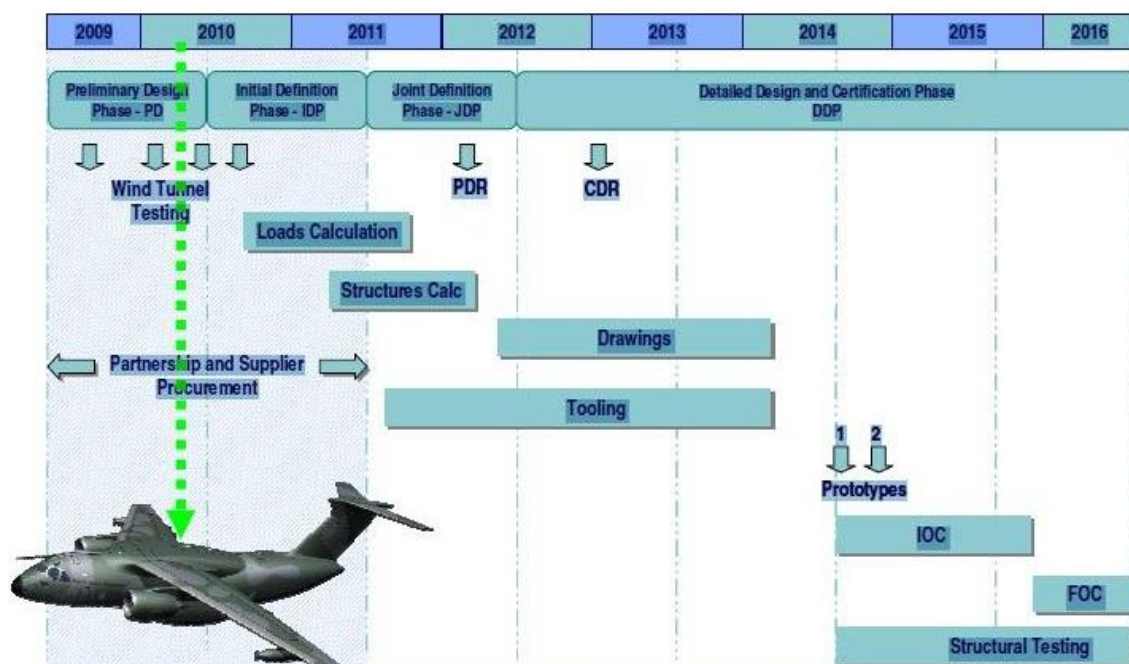 2009 2010 2011 2012 2013 2014 2015 2016
Preliminary Design
Phase - PD
Initial Definition
Phase - IDP
Joint Definition
Phase - JDP
Detailed Design and Certification Phase
DDP
Wind Tunnel
Testing
PDR
CDR
Loads Calculation
Structures Calc
Drawings
Partnership and Supplier
Procurement
Tooling
1 2
Prototypes
IOC
FOC
Structural Testing